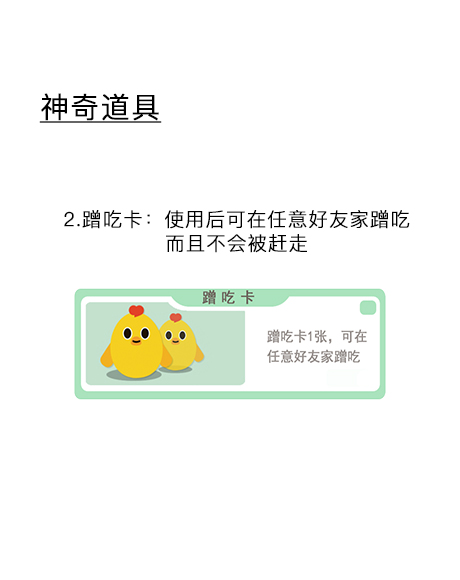 神奇道具
2.蹭吃卡：使用后可在任意好友家蹭吃
而且不会被赶走
蹭吃卡
蹭吃卡1张，可在
任意好友家蹭吃